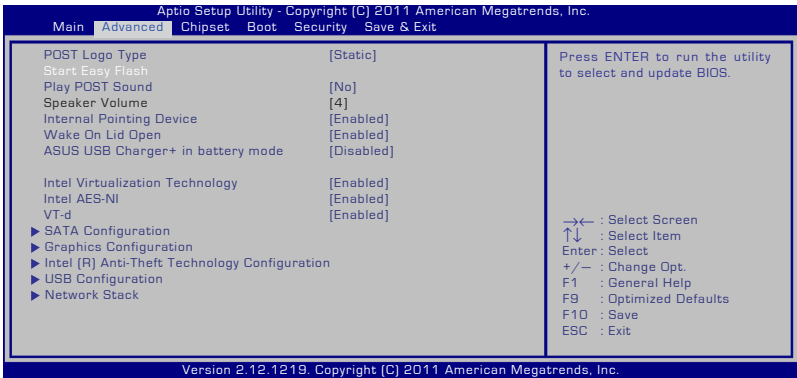 Aptio Setup Utility - Copyright (C) 2011 American Megatrends, Inc.
Main Advanced Chipset Boot Security Save & Exit
POST Logo Type [Static]
Start Easy Flash
Play POST Sound [No]
Speaker Volume [4]
Internal Pointing Device [Enabled]
Wake On Lid Open [Enabled]
ASUS USB Charger+ in battery mode [Disabled]
Intel Virtualization Technology [Enabled]
Intel AES-NI [Enabled]
VT-d [Enabled]
▶ SATA Configuration
▶ Graphics Configuration
▶ Intel (R) Anti-Theft Technology Configuration
▶ USB Configuration
▶ Network Stack
Press ENTER to run the utility
to select and update BIOS.
→← : Select Screen
↑↓ : Select Item
Enter : Select
+/— : Change Opt.
F1 : General Help
F9 : Optimized Defaults
F10 : Save
ESC : Exit
Version 2.12.1219. Copyright (C) 2011 American Megatrends, Inc.